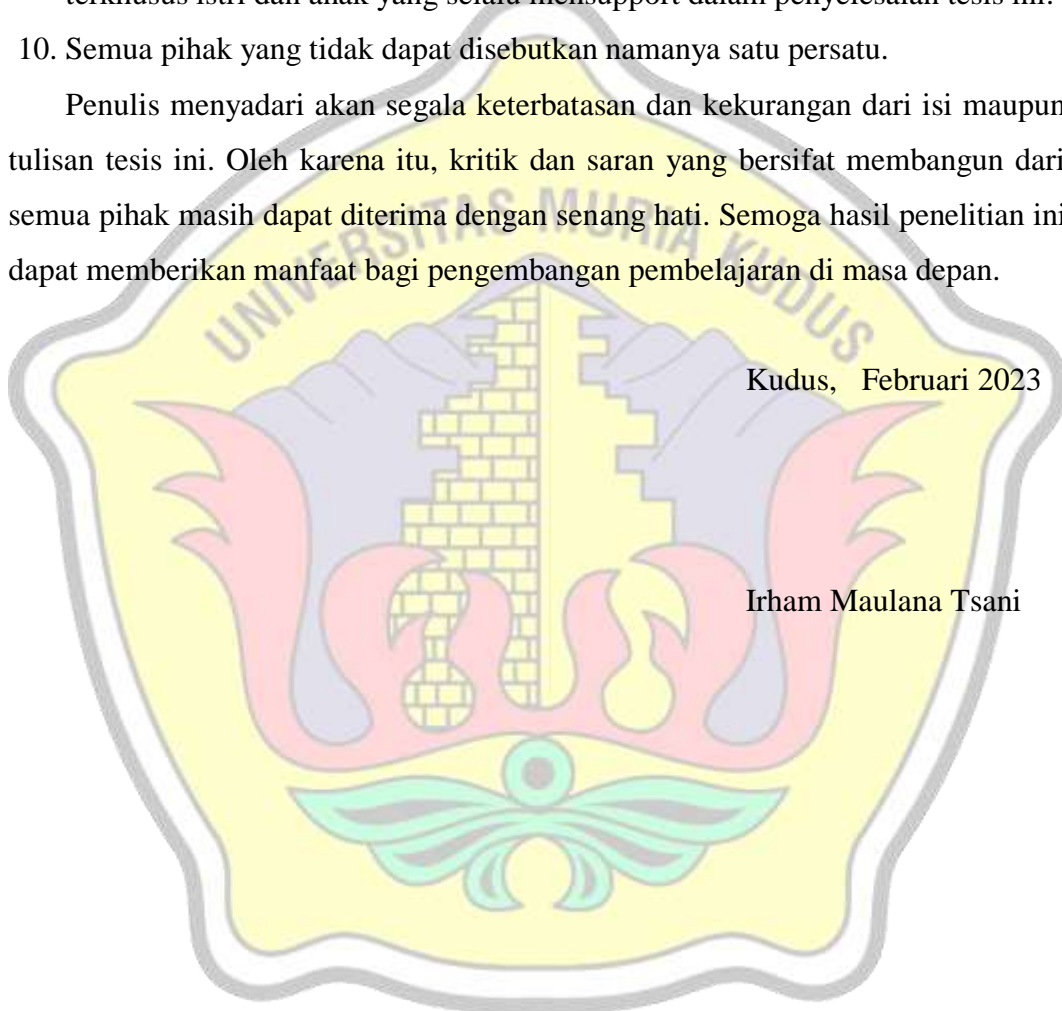 terkhusus istri dan anak yang selalu mensupport dalam penyelesaian tesis ini.
10. Semua pihak yang tidak dapat disebutkan namanya satu persatu.
Penulis menyadari akan segala keterbatasan dan kekurangan dari isi maupun
tulisan tesis ini. Oleh karena itu, kritik dan saran yang bersifat membangun dari
semua pihak masih dapat diterima dengan senang hati. Semoga hasil penelitian ini
dapat memberikan manfaat bagi pengembangan pembelajaran di masa depan.
UNIVERSITAS MURIA KUDUS
Kudus, Februari 2023
Irham Maulana Tsani